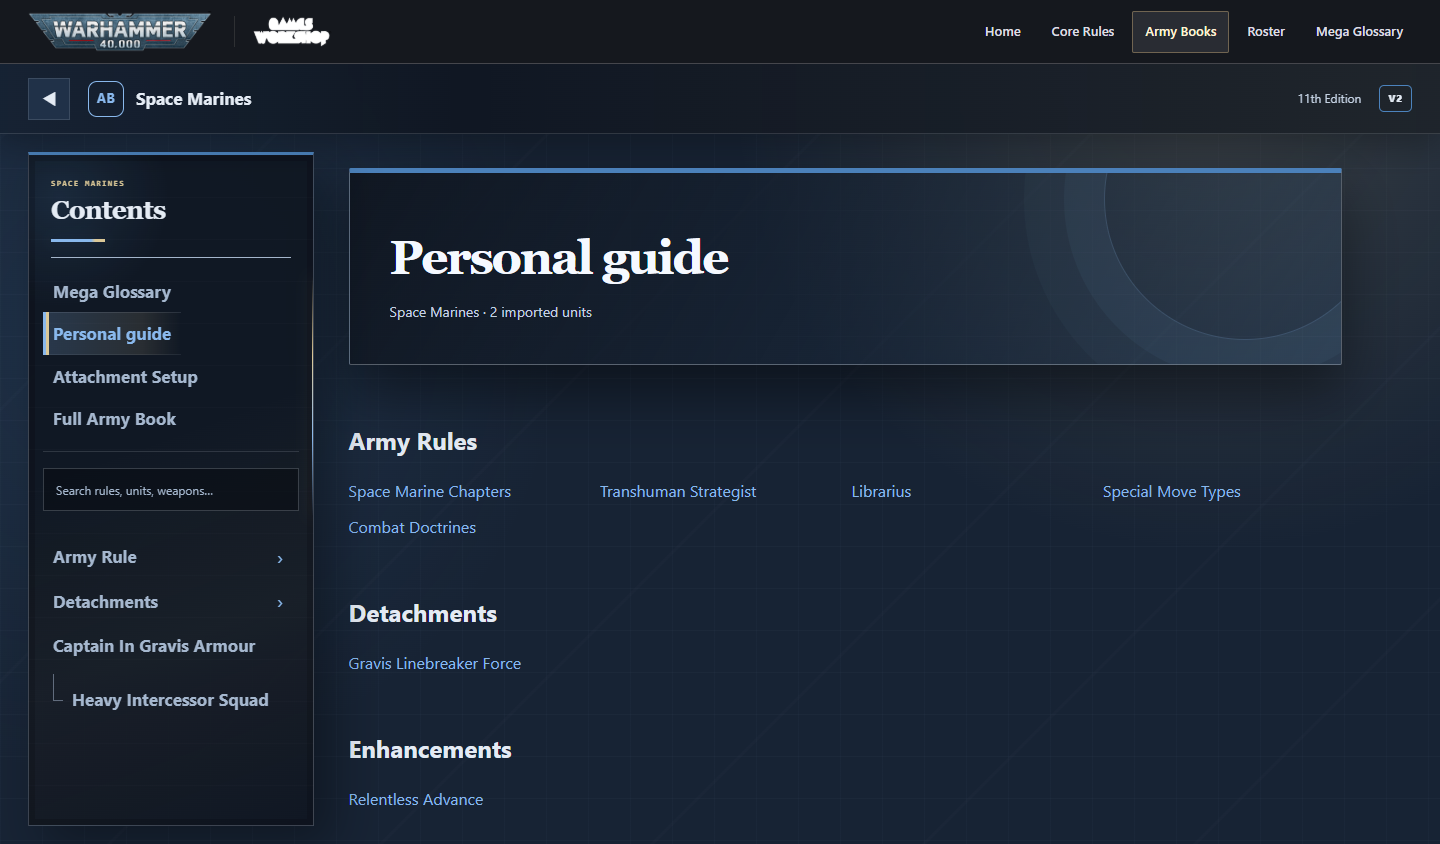 WARHAMMER
40,000
GAMES
WORKSHOP
Home
Core Rules
Army Books
Roster
Mega Glossary
AB
Space Marines
11th Edition
V2
SPACE MARINES
Contents
Mega Glossary
Personal guide
Attachment Setup
Full Army Book
Search rules, units, weapons...
Army Rule
Detachments
Captain In Gravis Armour
Heavy Intercessor Squad
Personal guide
Space Marines · 2 imported units
Army Rules
Space Marine Chapters
Transhuman Strategist
Librarius
Special Move Types
Combat Doctrines
Detachments
Gravis Linebreaker Force
Enhancements
Relentless Advance